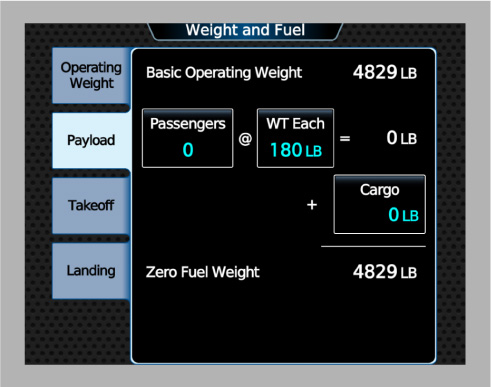 Weight and Fuel
Operating
Weight
Basic Operating Weight 4829 LB
Payload
Passengers
0
@
WT Each
180 LB
= 0 LB
Takeoff
+
Cargo
0 LB
Landing
Zero Fuel Weight 4829 LB